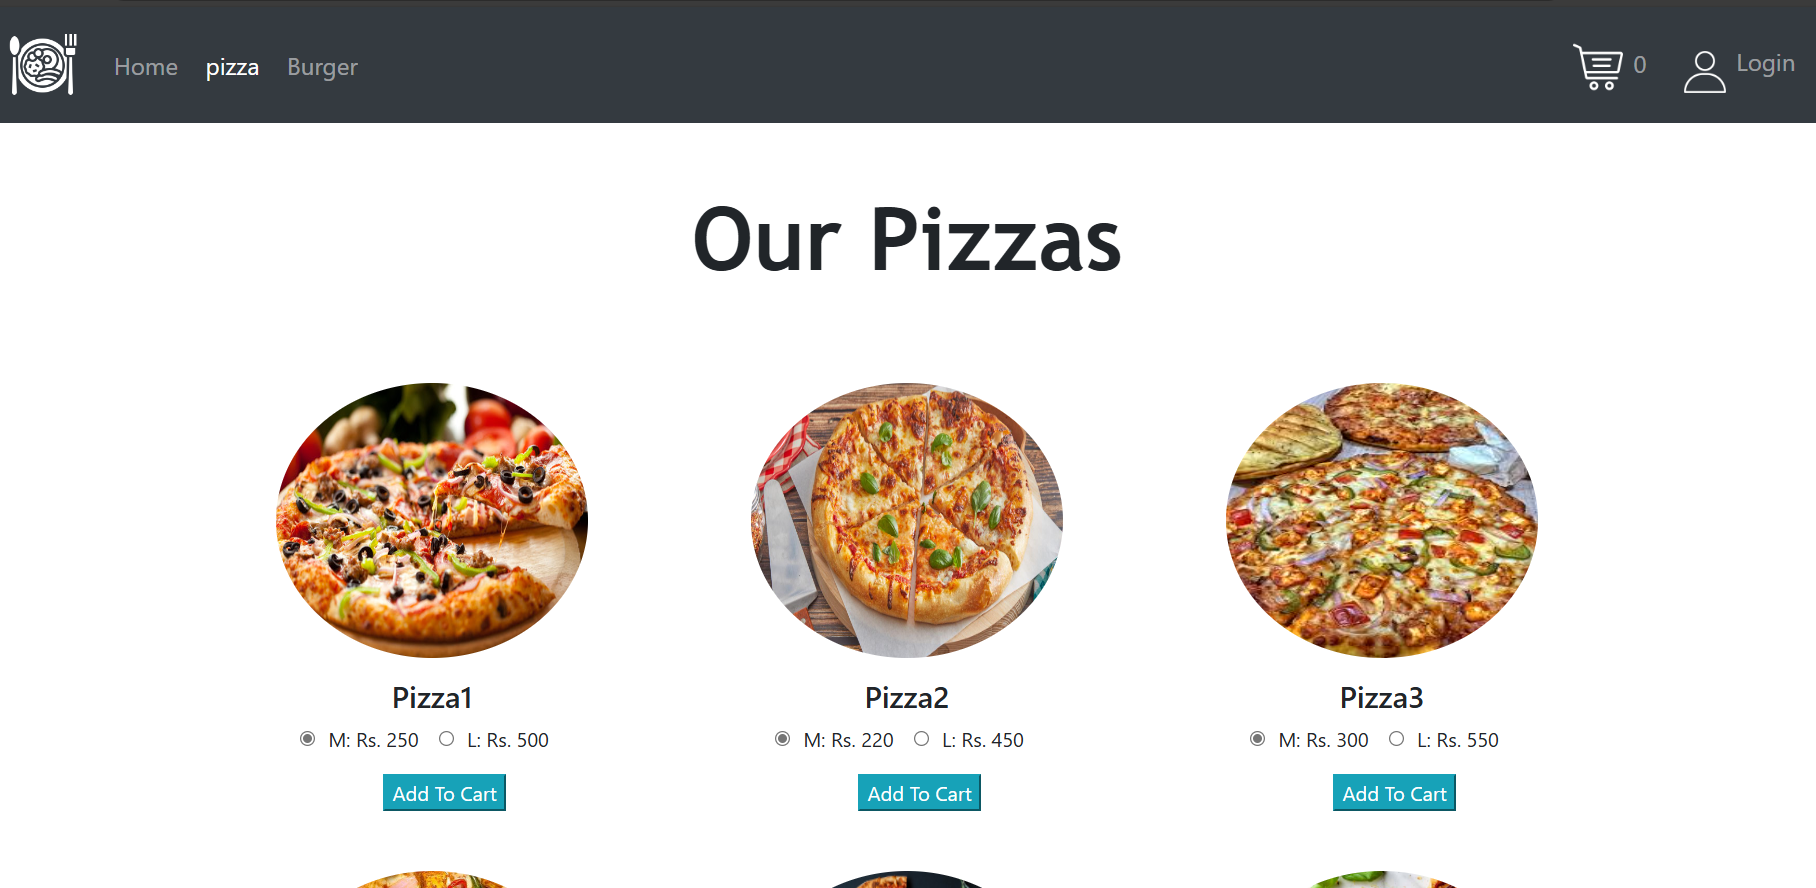 Home pizza Burger 0 Login
Our Pizzas
Pizza1 Pizza2 Pizza3
M: Rs. 250 L: Rs. 500 M: Rs. 220 L: Rs. 450 M: Rs. 300 L: Rs. 550
Add To Cart Add To Cart Add To Cart